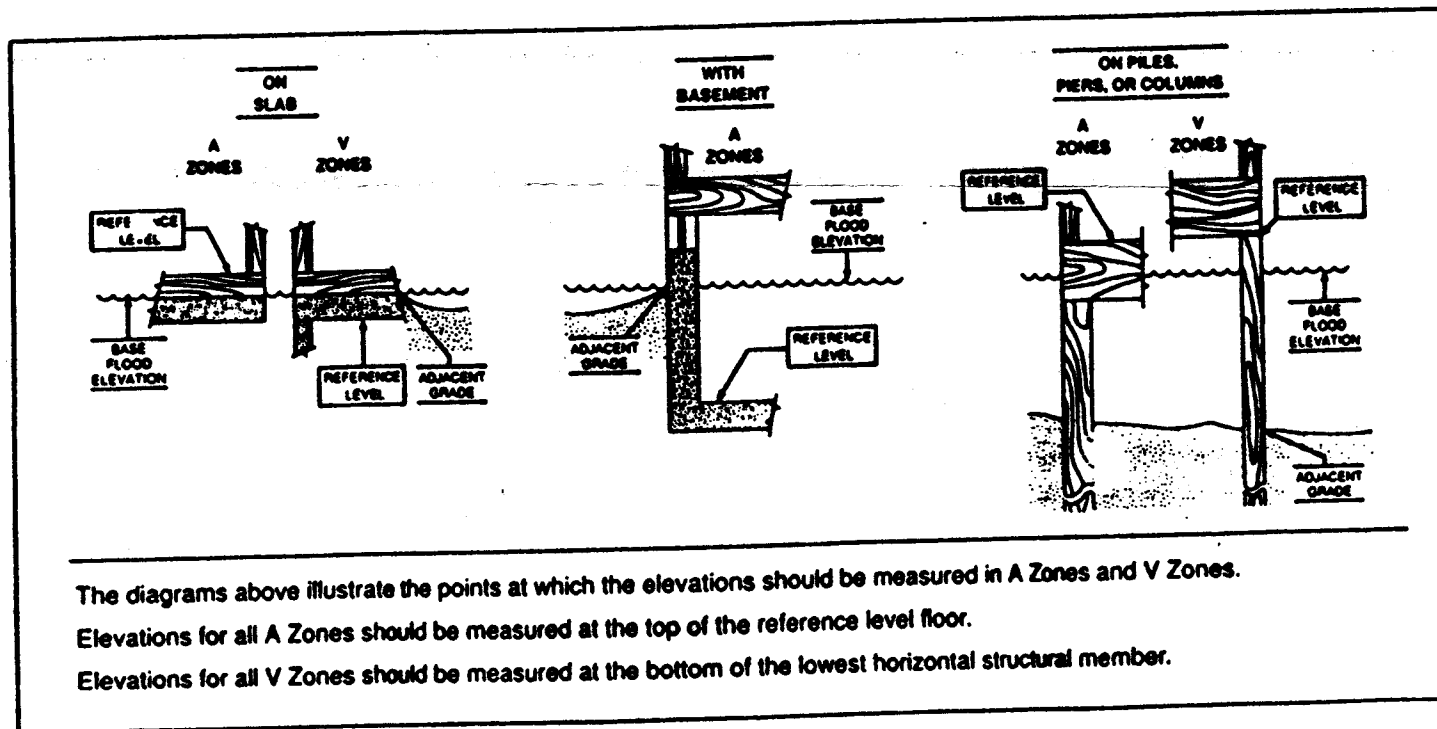 ON
SLAB
A
ZONES
V
ZONES
LEVEL
BASE
FLOOD
ELEVATION
REFERENCE
LEVEL
ADJACENT
GRADE
WITH
BASEMENT
A
ZONES
BASE
FLOOD
ELEVATION
ADJACENT
GRADE
REFERENCE
LEVEL
ON PILES,
PIERS, OR COLUMNS
A
ZONES
V
ZONES
REFERENCE
LEVEL
REFERENCE
LEVEL
BASE
FLOOD
ELEVATION
ADJACENT
GRADE
The diagrams above illustrate the points at which the elevations should be measured in A Zones and V Zones.
Elevations for all A Zones should be measured at the top of the reference level floor.
Elevations for all V Zones should be measured at the bottom of the lowest horizontal structural member.